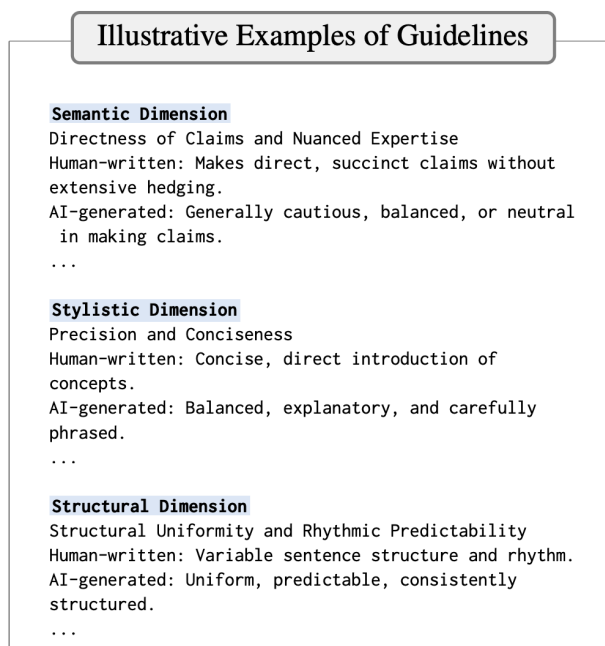 Illustrative Examples of Guidelines
Semantic Dimension
Directness of Claims and Nuanced Expertise
Human-written: Makes direct, succinct claims without
extensive hedging.
AI-generated: Generally cautious, balanced, or neutral
in making claims.
...
Stylistic Dimension
Precision and Conciseness
Human-written: Concise, direct introduction of
concepts.
AI-generated: Balanced, explanatory, and carefully
phrased.
...
Structural Dimension
Structural Uniformity and Rhythmic Predictability
Human-written: Variable sentence structure and rhythm.
AI-generated: Uniform, predictable, consistently
structured.
...